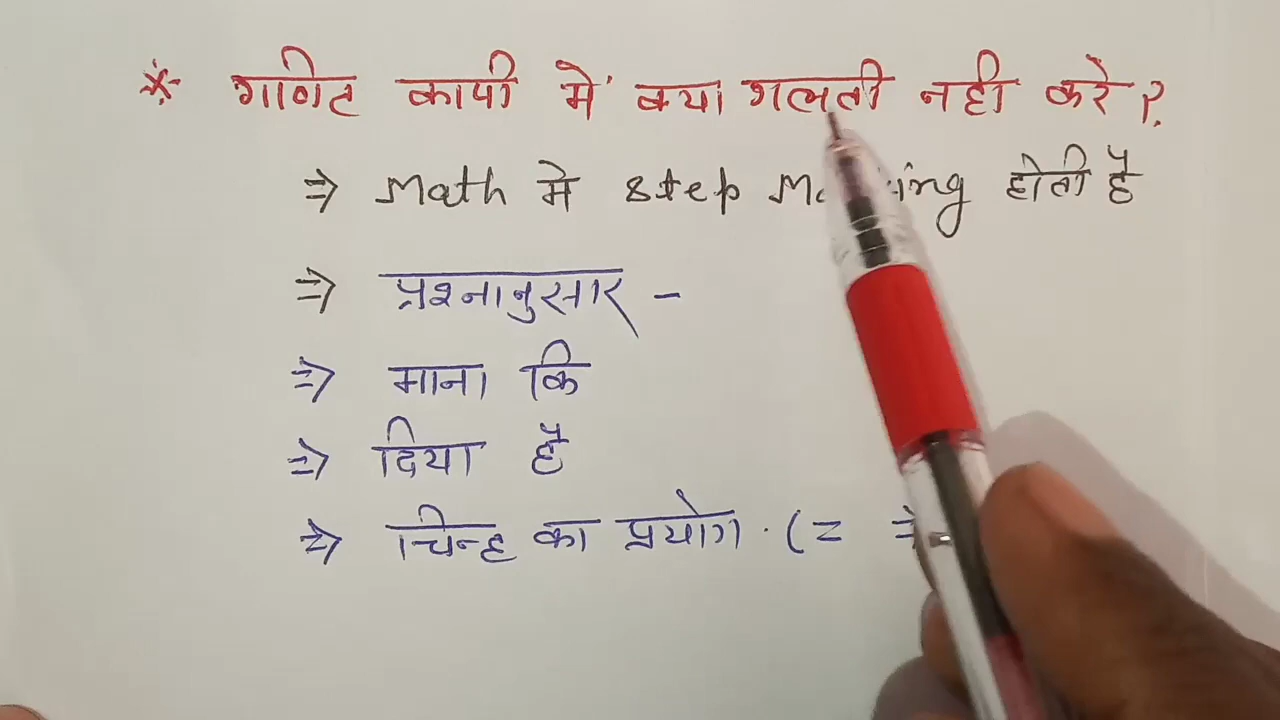 * गणित कापी में क्या गलती नही करे ?
⇒ Math मे step होती है
⇒ प्रश्नानुसार -
⇒ माना कि
⇒ दिया है
⇒ चिन्ह का प्रयोग . ( = ⇒